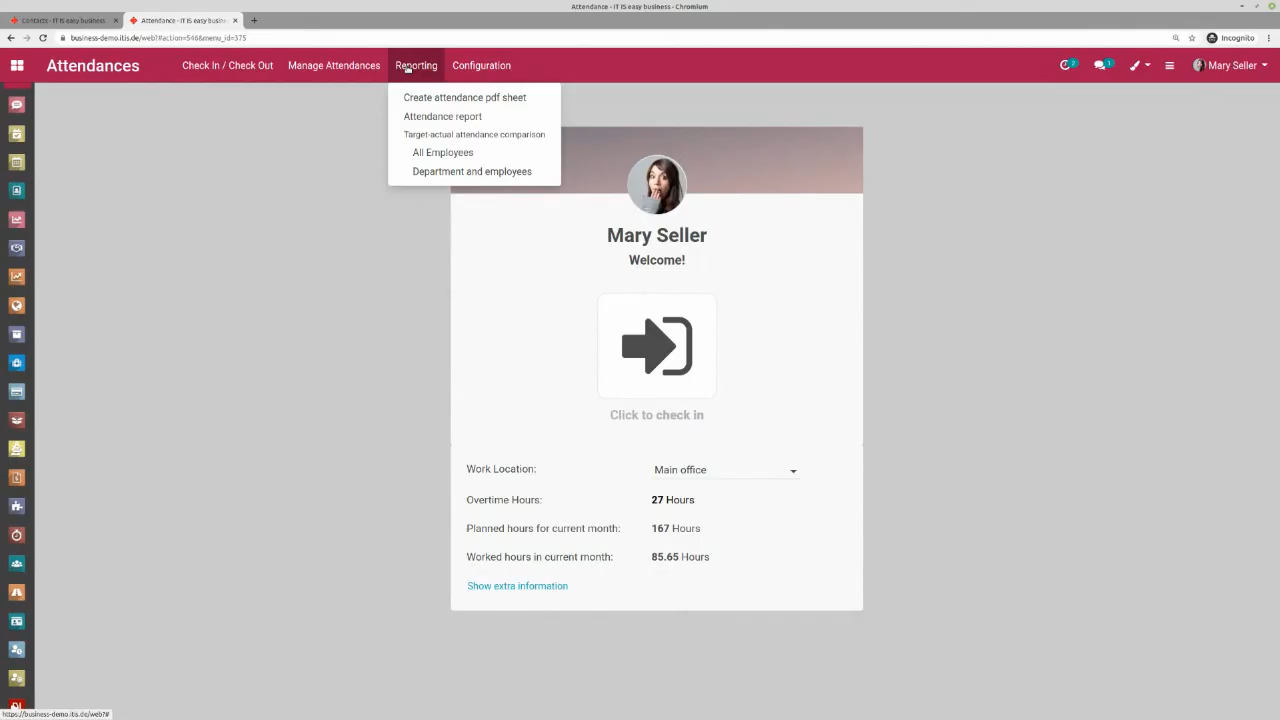 Attendance - IT IS easy business - Chromium
Contacts - IT IS easy business
Attendance - IT IS easy busine
business-demo.itis.de/web?#action=546&menu_id=375
Incognito
Attendances
Check In / Check Out
Manage Attendances
Reporting
Configuration
2
1
Mary Seller
Create attendance pdf sheet
Attendance report
Target-actual attendance comparison
All Employees
Department and employees
Mary Seller
Welcome!
Click to check in
Work Location: Main office
Overtime Hours: 27 Hours
Planned hours for current month: 167 Hours
Worked hours in current month: 85.65 Hours
Show extra information
https://business-demo.itis.de/web?#